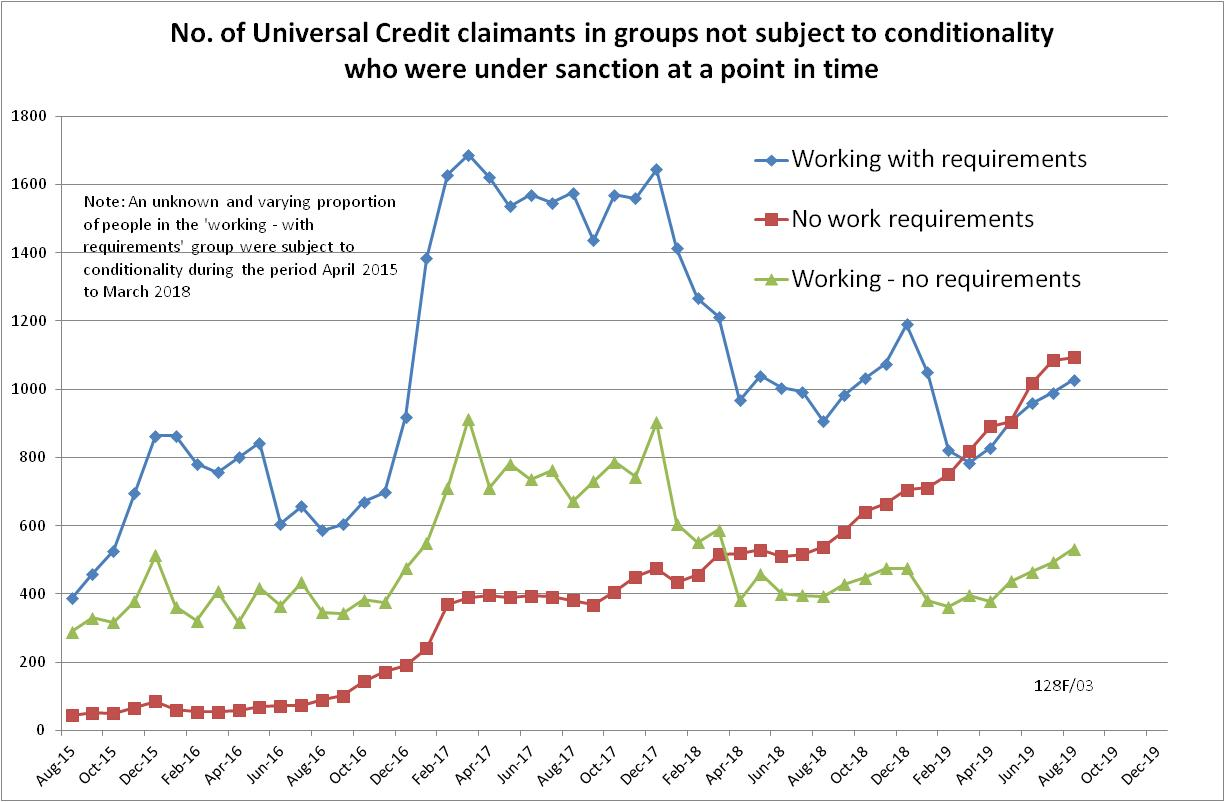 No. of Universal Credit claimants in groups not subject to conditionality
who were under sanction at a point in time
1800
1600
1400
1200
1000
800
600
400
200
0
Note: An unknown and varying proportion
of people in the 'working - with
requirements' group were subject to
conditionality during the period April 2015
to March 2018
Working with requirements
No work requirements
Working - no requirements
128F/03
Aug-15
Oct-15
Dec-15
Feb-16
Apr-16
Jun-16
Aug-16
Oct-16
Dec-16
Feb-17
Apr-17
Jun-17
Aug-17
Oct-17
Dec-17
Feb-18
Apr-18
Jun-18
Aug-18
Oct-18
Dec-18
Feb-19
Apr-19
Jun-19
Aug-19
Oct-19
Dec-19